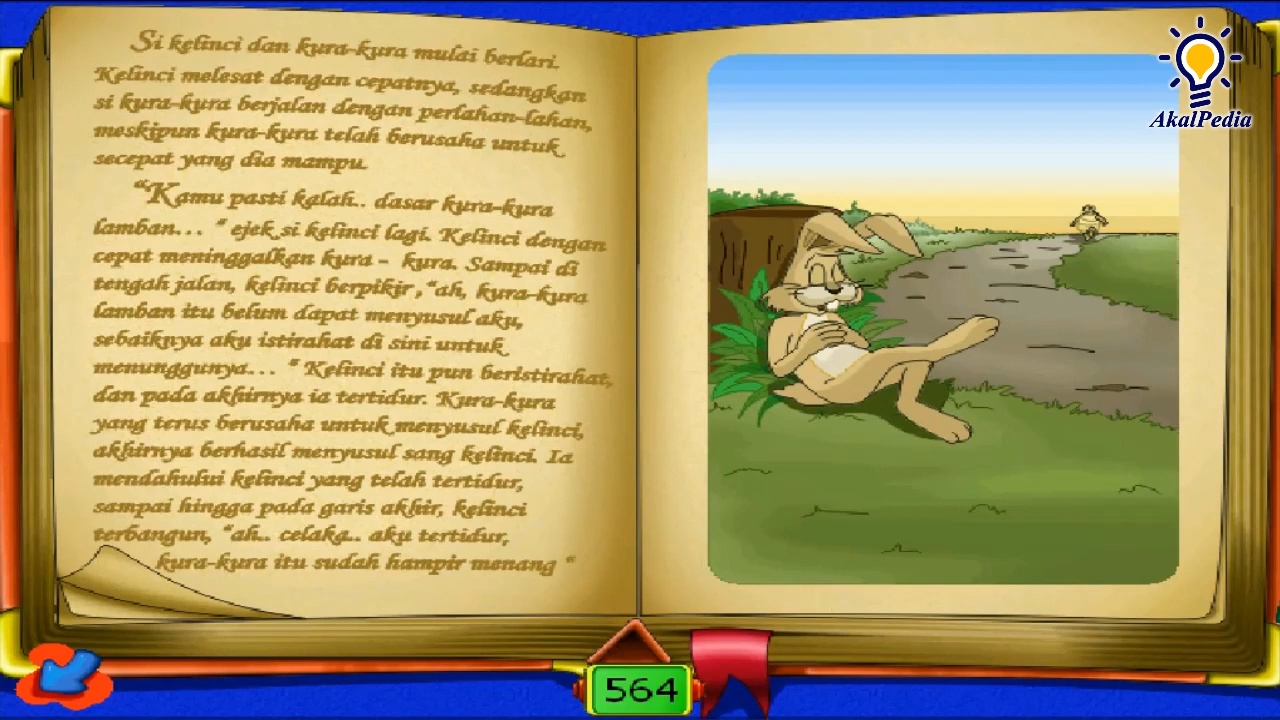 Si kelinci dan kura-kura mulai berlari.
Kelinci melesat dengan cepatnya, sedangkan
si kura-kura berjalan dengan perlahan-lahan,
meskipun kura-kura telah berusaha untuk
secepat yang dia mampu.
“Kamu pasti kalah.. dasar kura-kura
lamban... “ ejek si kelinci lagi. Kelinci dengan
cepat meninggalkan kura - kura. Sampai di
tengah jalan, kelinci berpikir ,“ah, kura-kura
lamban itu belum dapat menyusul aku,
sebaiknya aku istirahat di sini untuk
menunggunya... “ Kelinci itu pun beristirahat,
dan pada akhirnya ia tertidur. Kura-kura
yang terus berusaha untuk menyusul kelinci,
akhirnya berhasil menyusul sang kelinci. Ia
mendahului kelinci yang telah tertidur,
sampai hingga pada garis akhir, kelinci
terbangun, “ah.. celaka.. aku tertidur,
kura-kura itu sudah hampir menang “
AkalPedia
564